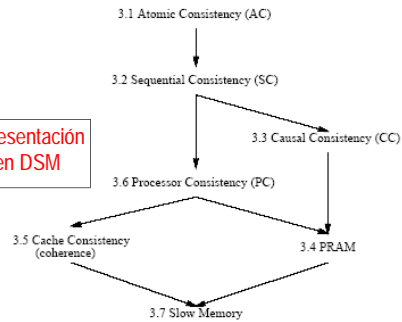 3.1 Atomic Consistency (AC)
3.2 Sequential Consistency (SC)
esentación
en DSM
3.3 Causal Consistency (CC)
3.6 Processor Consistency (PC)
3.5 Cache Consistency
(coherence)
3.4 PRAM
3.7 Slow Memory